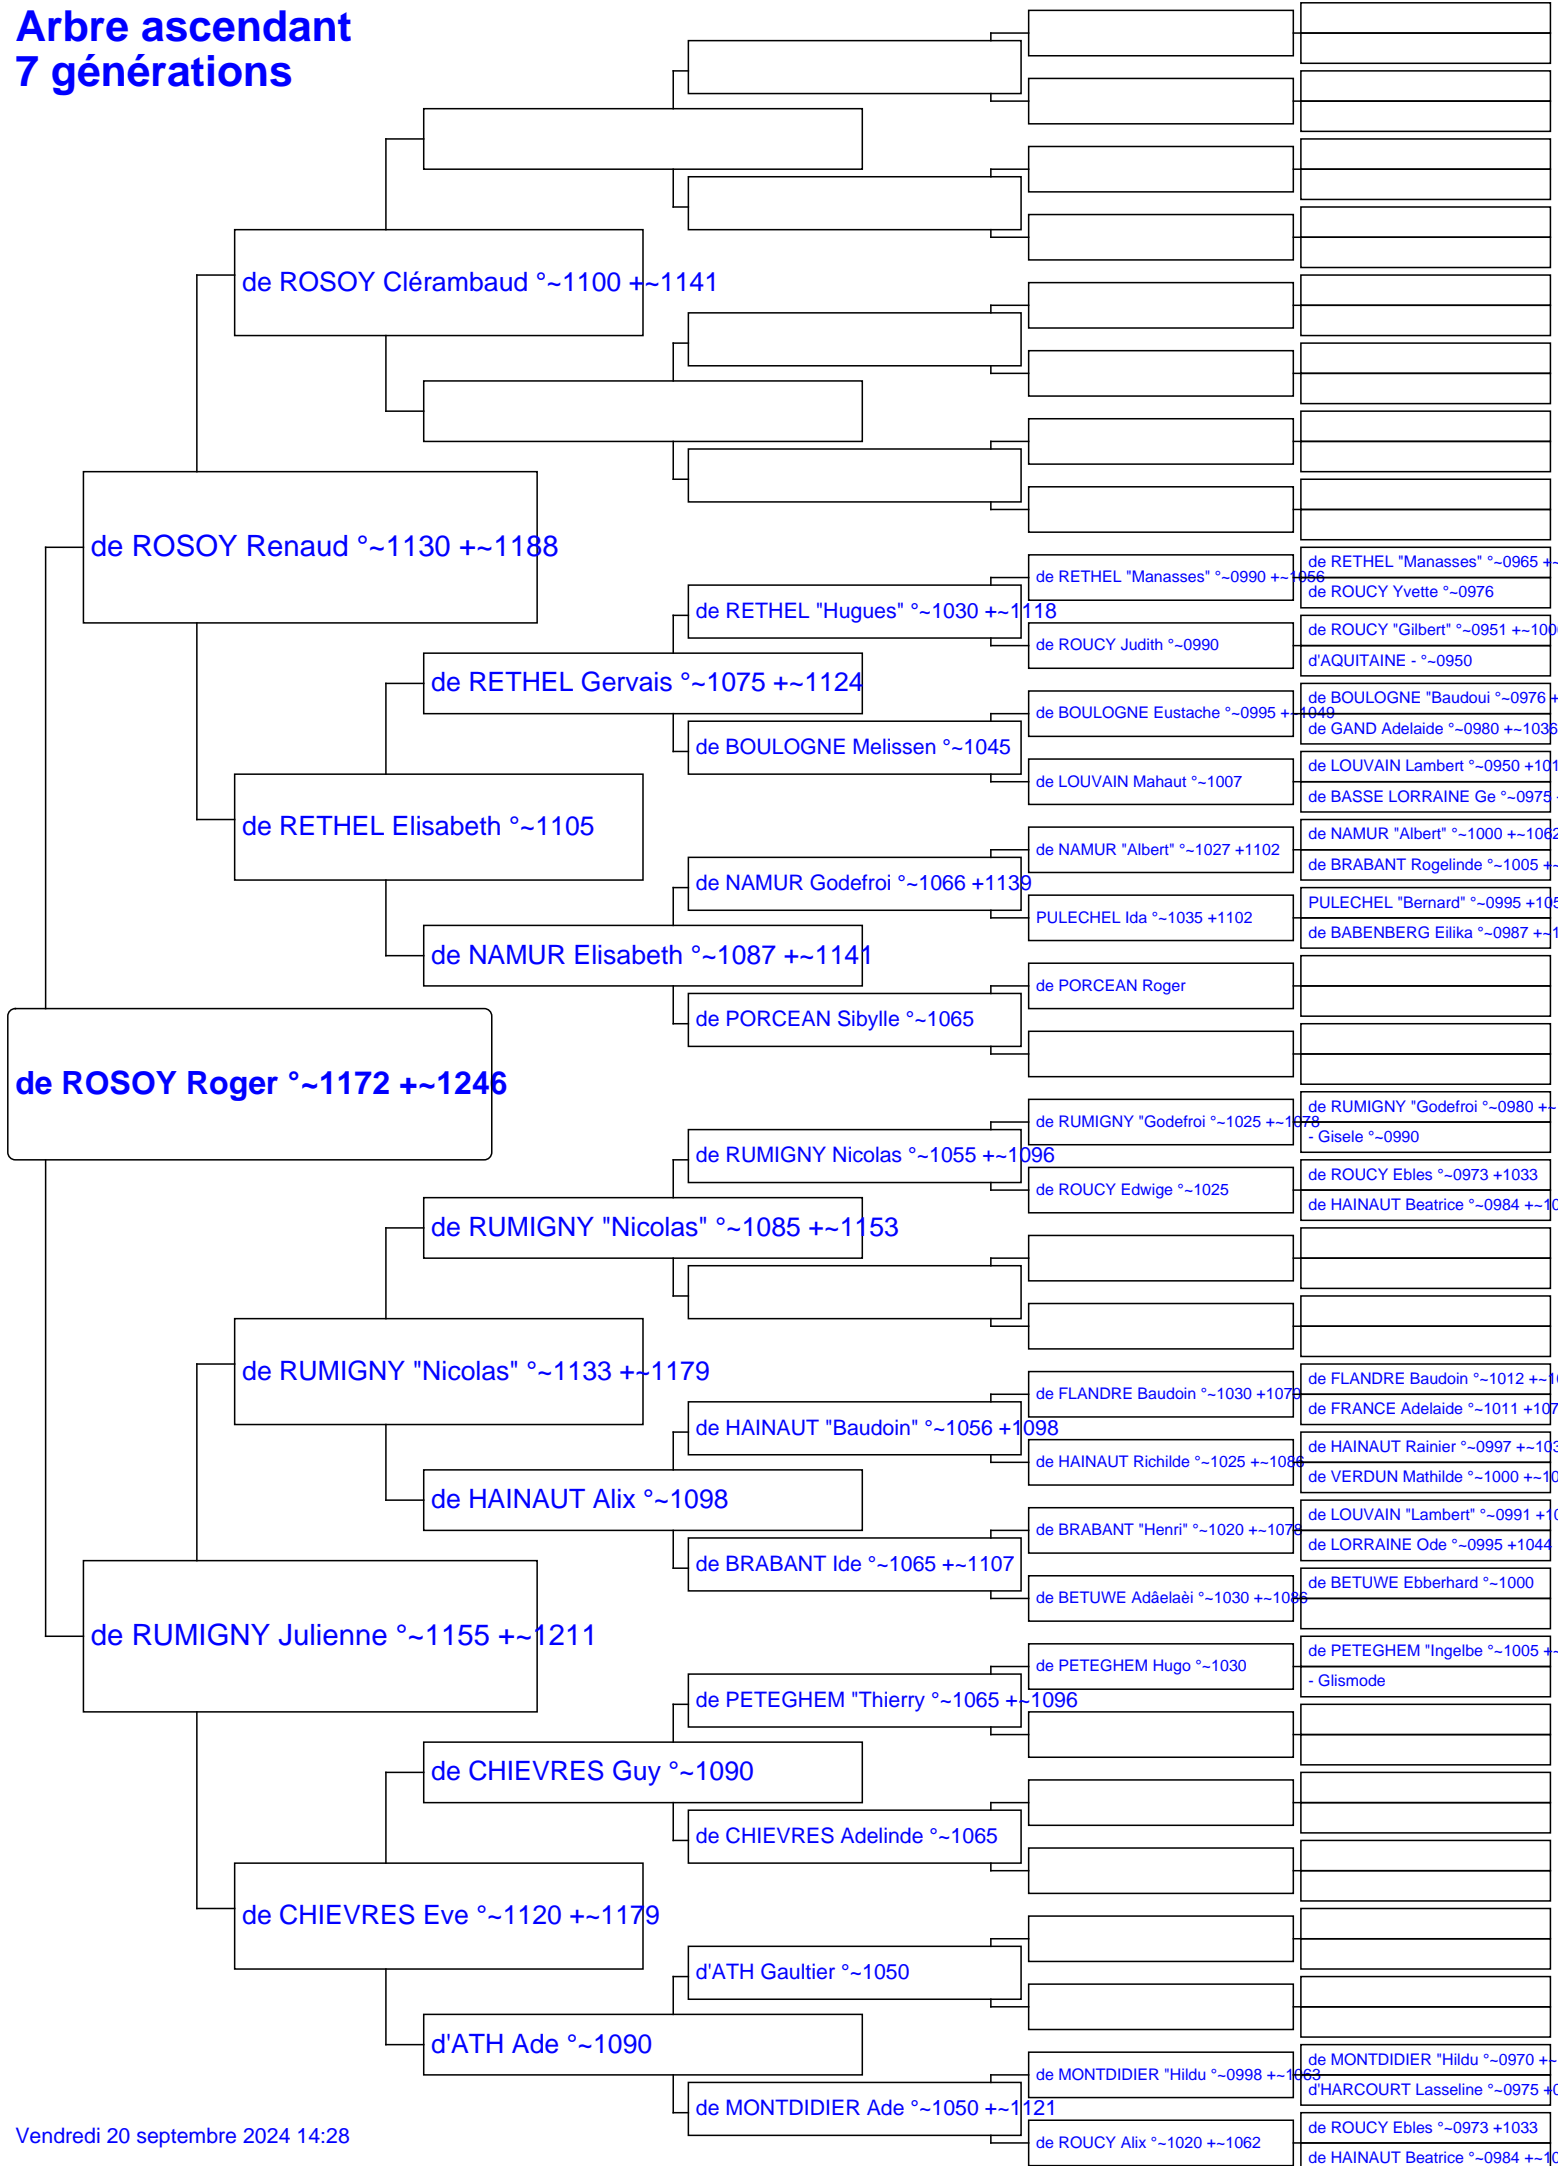 Arbre ascendant
7 générations
de ROSOY Clérambaud °~1100 +~1141
de ROSOY Renaud °~1130 +~1188
de RETHEL "Manasses" °~0965 +~
de RETHEL "Manasses" °~0990 +~1056
de ROUCY Yvette °~0976
de RETHEL "Hugues" °~1030 +~1118
de ROUCY "Gilbert" °~0951 +~100
de ROUCY Judith °~0990
d'AQUITAINE - °~0950
de RETHEL Gervais °~1075 +~1124
de BOULOGNE "Baudoui °~0976 +
de BOULOGNE Eustache °~0995 +~1049
de GAND Adelaide °~0980 +~1036
de BOULOGNE Melissen °~1045
de LOUVAIN Lambert °~0950 +101
de LOUVAIN Mahaut °~1007
de BASSE LORRAINE Ge °~0975
de RETHEL Elisabeth °~1105
de NAMUR "Albert" °~1000 +~1062
de NAMUR "Albert" °~1027 +1102
de BRABANT Rogelinde °~1005 +~
de NAMUR Godefroi °~1066 +1139
PULECHEL "Bernard" °~0995 +105
PULECHEL Ida °~1035 +1102
de BABENBERG Eilika °~0987 +~1
de NAMUR Elisabeth °~1087 +~1141
de PORCEAN Roger
de PORCEAN Sibylle °~1065
de ROSOY Roger °~1172 +~1246
de RUMIGNY "Godefroi °~0980 +~
de RUMIGNY "Godefroi °~1025 +~1078
- Gisele °~0990
de RUMIGNY Nicolas °~1055 +~1096
de ROUCY Ebles °~0973 +1033
de ROUCY Edwige °~1025
de HAINAUT Beatrice °~0984 +~10
de RUMIGNY "Nicolas" °~1085 +~1153
de RUMIGNY "Nicolas" °~1133 +~1179
de FLANDRE Baudoin °~1012 +~10
de FLANDRE Baudoin °~1030 +1070
de FRANCE Adelaide °~1011 +107
de HAINAUT "Baudoin" °~1056 +1098
de HAINAUT Rainier °~0997 +~103
de HAINAUT Richilde °~1025 +~1086
de VERDUN Mathilde °~1000 +~10
de HAINAUT Alix °~1098
de LOUVAIN "Lambert" °~0991 +10
de BRABANT "Henri" °~1020 +~1078
de LORRAINE Ode °~0995 +1044
de BRABANT Ide °~1065 +~1107
de BETUWE Ebberhard °~1000
de BETUWE Adâelaèi °~1030 +~1086
de RUMIGNY Julienne °~1155 +~1211
de PETEGHEM "Ingelbe °~1005 +~
de PETEGHEM Hugo °~1030
- Glismode
de PETEGHEM "Thierry °~1065 +~1096
de CHIEVRES Guy °~1090
de CHIEVRES Adelinde °~1065
de CHIEVRES Eve °~1120 +~1179
d'ATH Gaultier °~1050
d'ATH Ade °~1090
de MONTDIDIER "Hildu °~0970 +~
de MONTDIDIER "Hildu °~0998 +~1063
d'HARCOURT Lasseline °~0975 +0
de MONTDIDIER Ade °~1050 +~1121
de ROUCY Ebles °~0973 +1033
de ROUCY Alix °~1020 +~1062
de HAINAUT Beatrice °~0984 +~10
Vendredi 20 septembre 2024 14:28